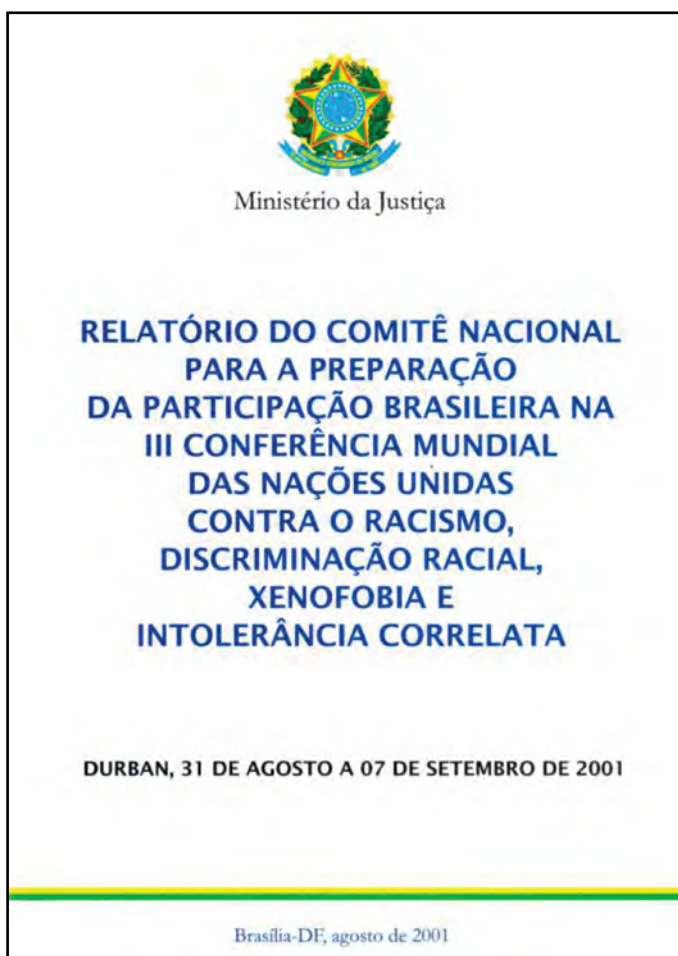 Ministério da Justiça
RELATÓRIO DO COMITÊ NACIONAL
PARA A PREPARAÇÃO
DA PARTICIPAÇÃO BRASILEIRA NA
III CONFERÊNCIA MUNDIAL
DAS NAÇÕES UNIDAS
CONTRA O RACISMO,
DISCRIMINAÇÃO RACIAL,
XENOFOBIA E
INTOLERÂNCIA CORRELATA
DURBAN, 31 DE AGOSTO A 07 DE SETEMBRO DE 2001
Brasília-DF, agosto de 2001